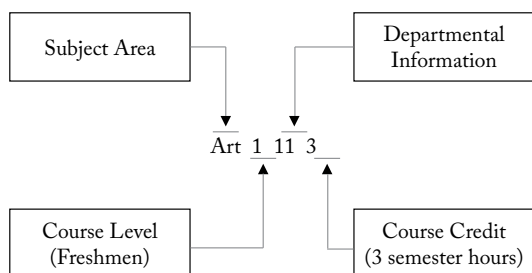 Subject Area
Departmental
Information
Art 1 11 3
Course Level
(Freshmen)
Course Credit
(3 semester hours)